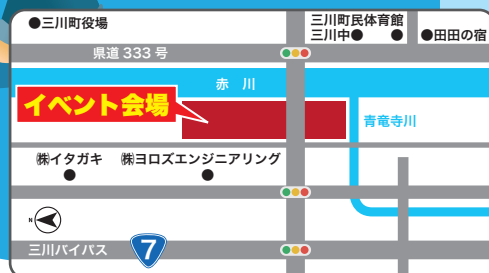 ●三川町役場
三川町民体育館
三川中● ● ●田田の宿
県道 333 号
赤 川
イベント会場
青竜寺川
㈱イタガキ ㈱ヨロズエンジニアリング
● ●
N
三川バイパス 7